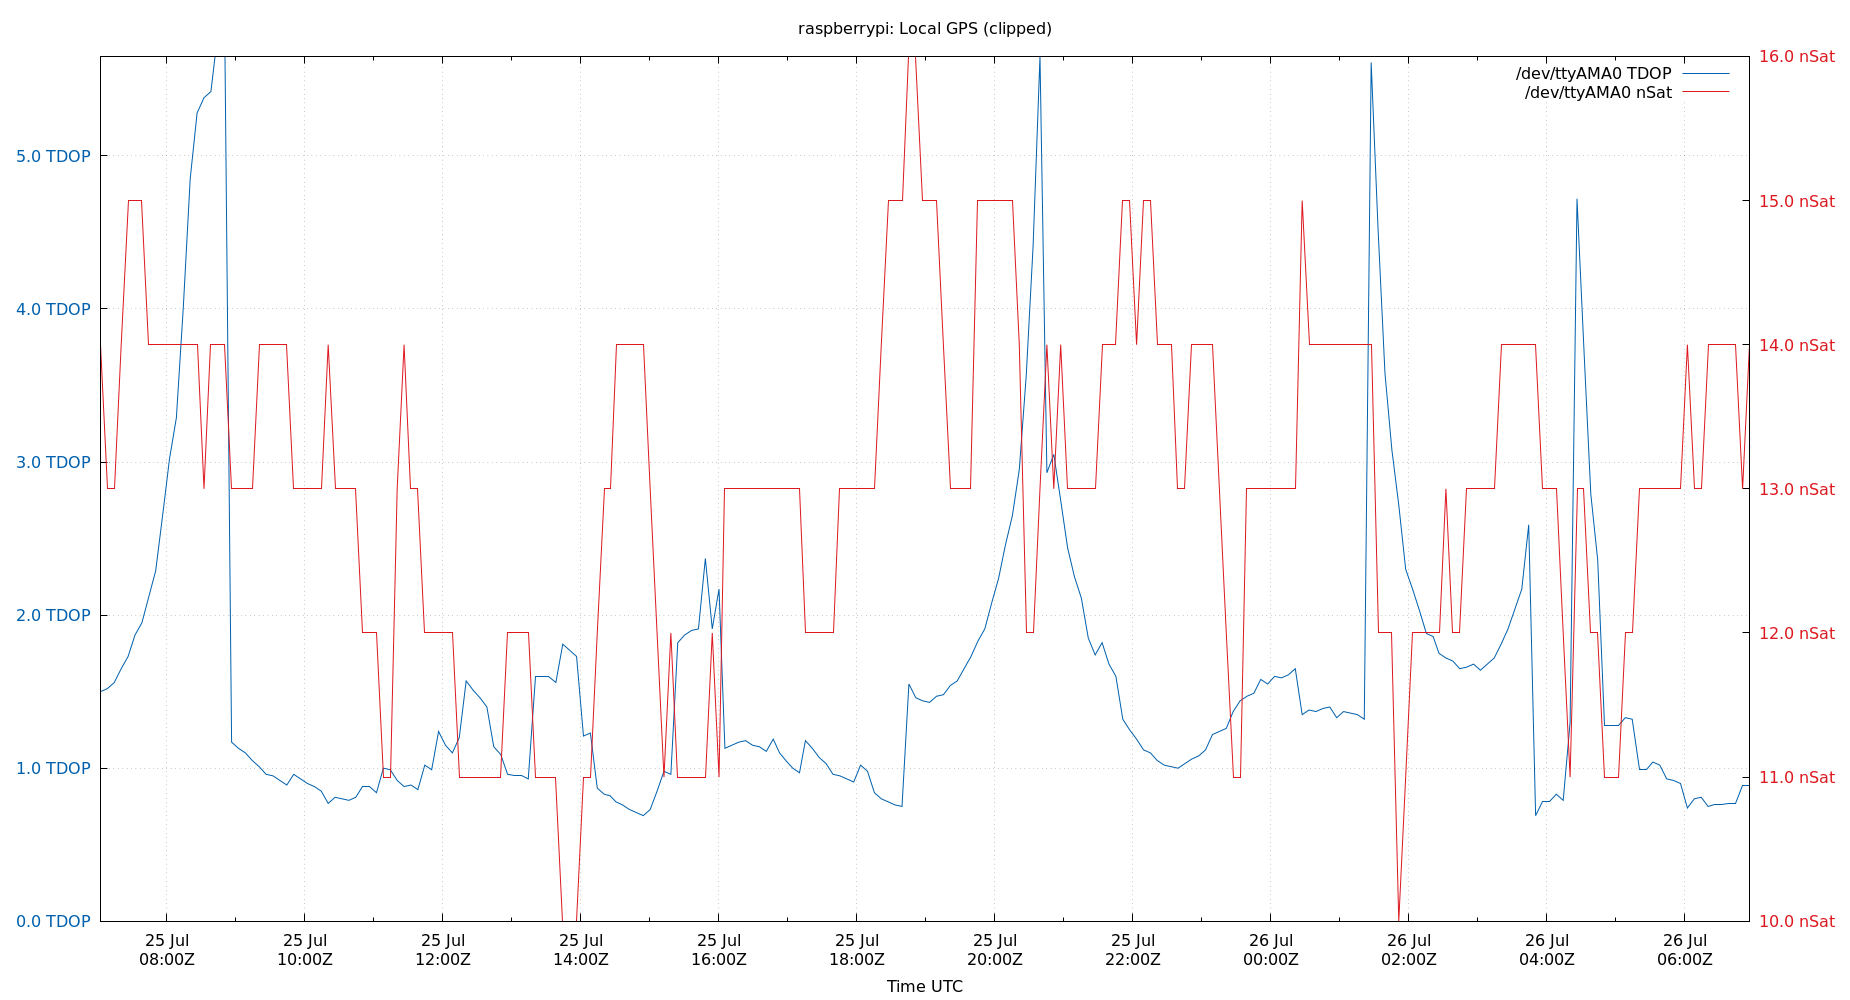 raspberrypi: Local GPS (clipped)
/dev/ttyAMA0 TDOP
/dev/ttyAMA0 nSat
5.0 TDOP
4.0 TDOP
3.0 TDOP
2.0 TDOP
1.0 TDOP
0.0 TDOP
16.0 nSat
15.0 nSat
14.0 nSat
13.0 nSat
12.0 nSat
11.0 nSat
10.0 nSat
25 Jul
08:00Z
25 Jul
10:00Z
25 Jul
12:00Z
25 Jul
14:00Z
25 Jul
16:00Z
25 Jul
18:00Z
25 Jul
20:00Z
25 Jul
22:00Z
26 Jul
00:00Z
26 Jul
02:00Z
26 Jul
04:00Z
26 Jul
06:00Z
Time UTC